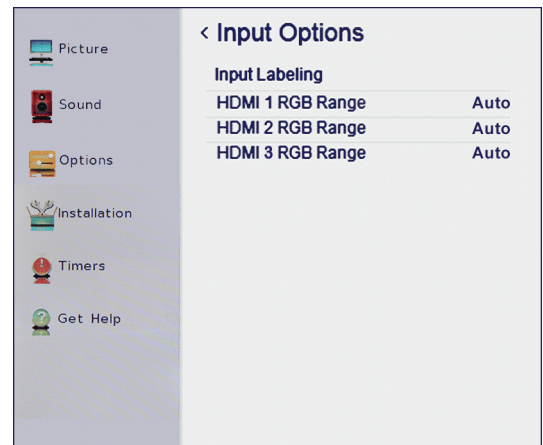 Picture
Sound
Options
Installation
Timers
Get Help
< Input Options
Input Labeling
HDMI 1 RGB Range Auto
HDMI 2 RGB Range Auto
HDMI 3 RGB Range Auto